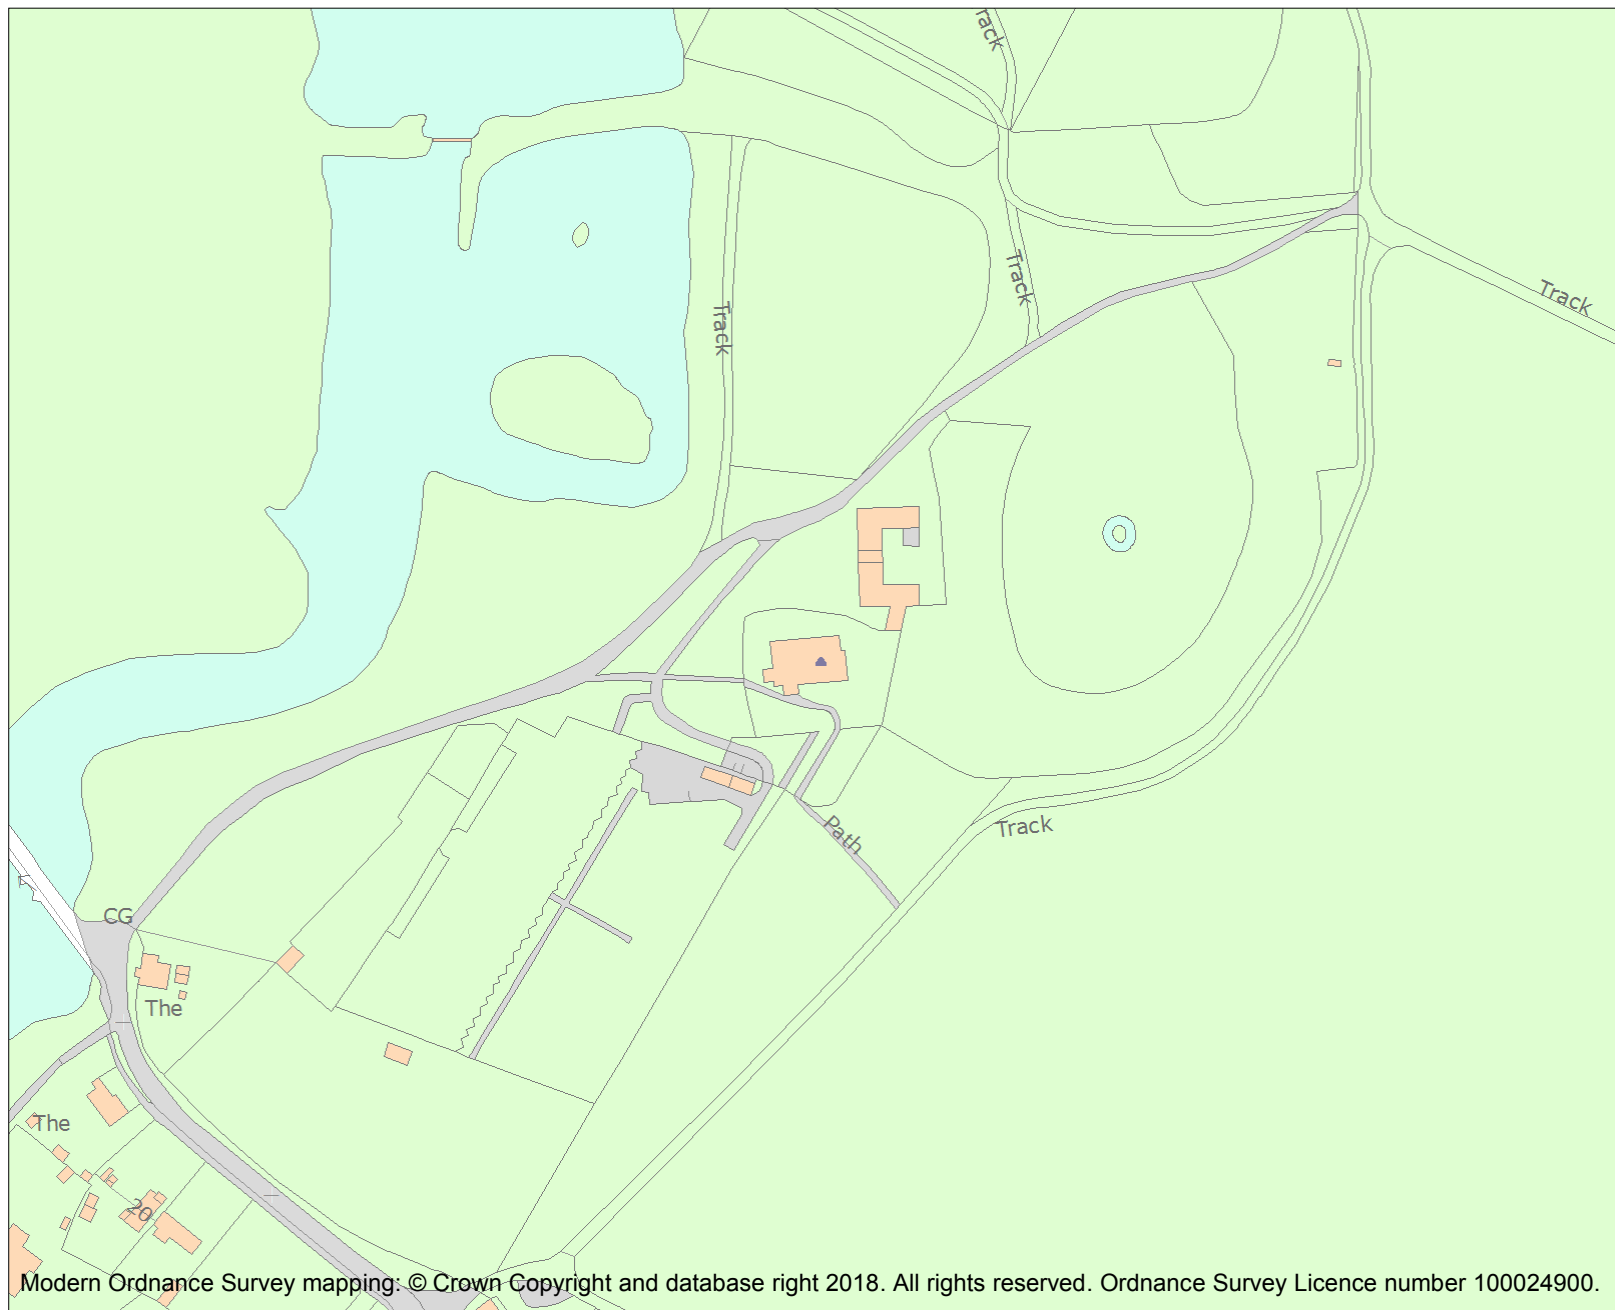 rack
Track
Track
Track
Track
Path
CG
The
The
20
Modern Ordnance Survey mapping: © Crown Copyright and database right 2018. All rights reserved. Ordnance Survey Licence number 100024900.